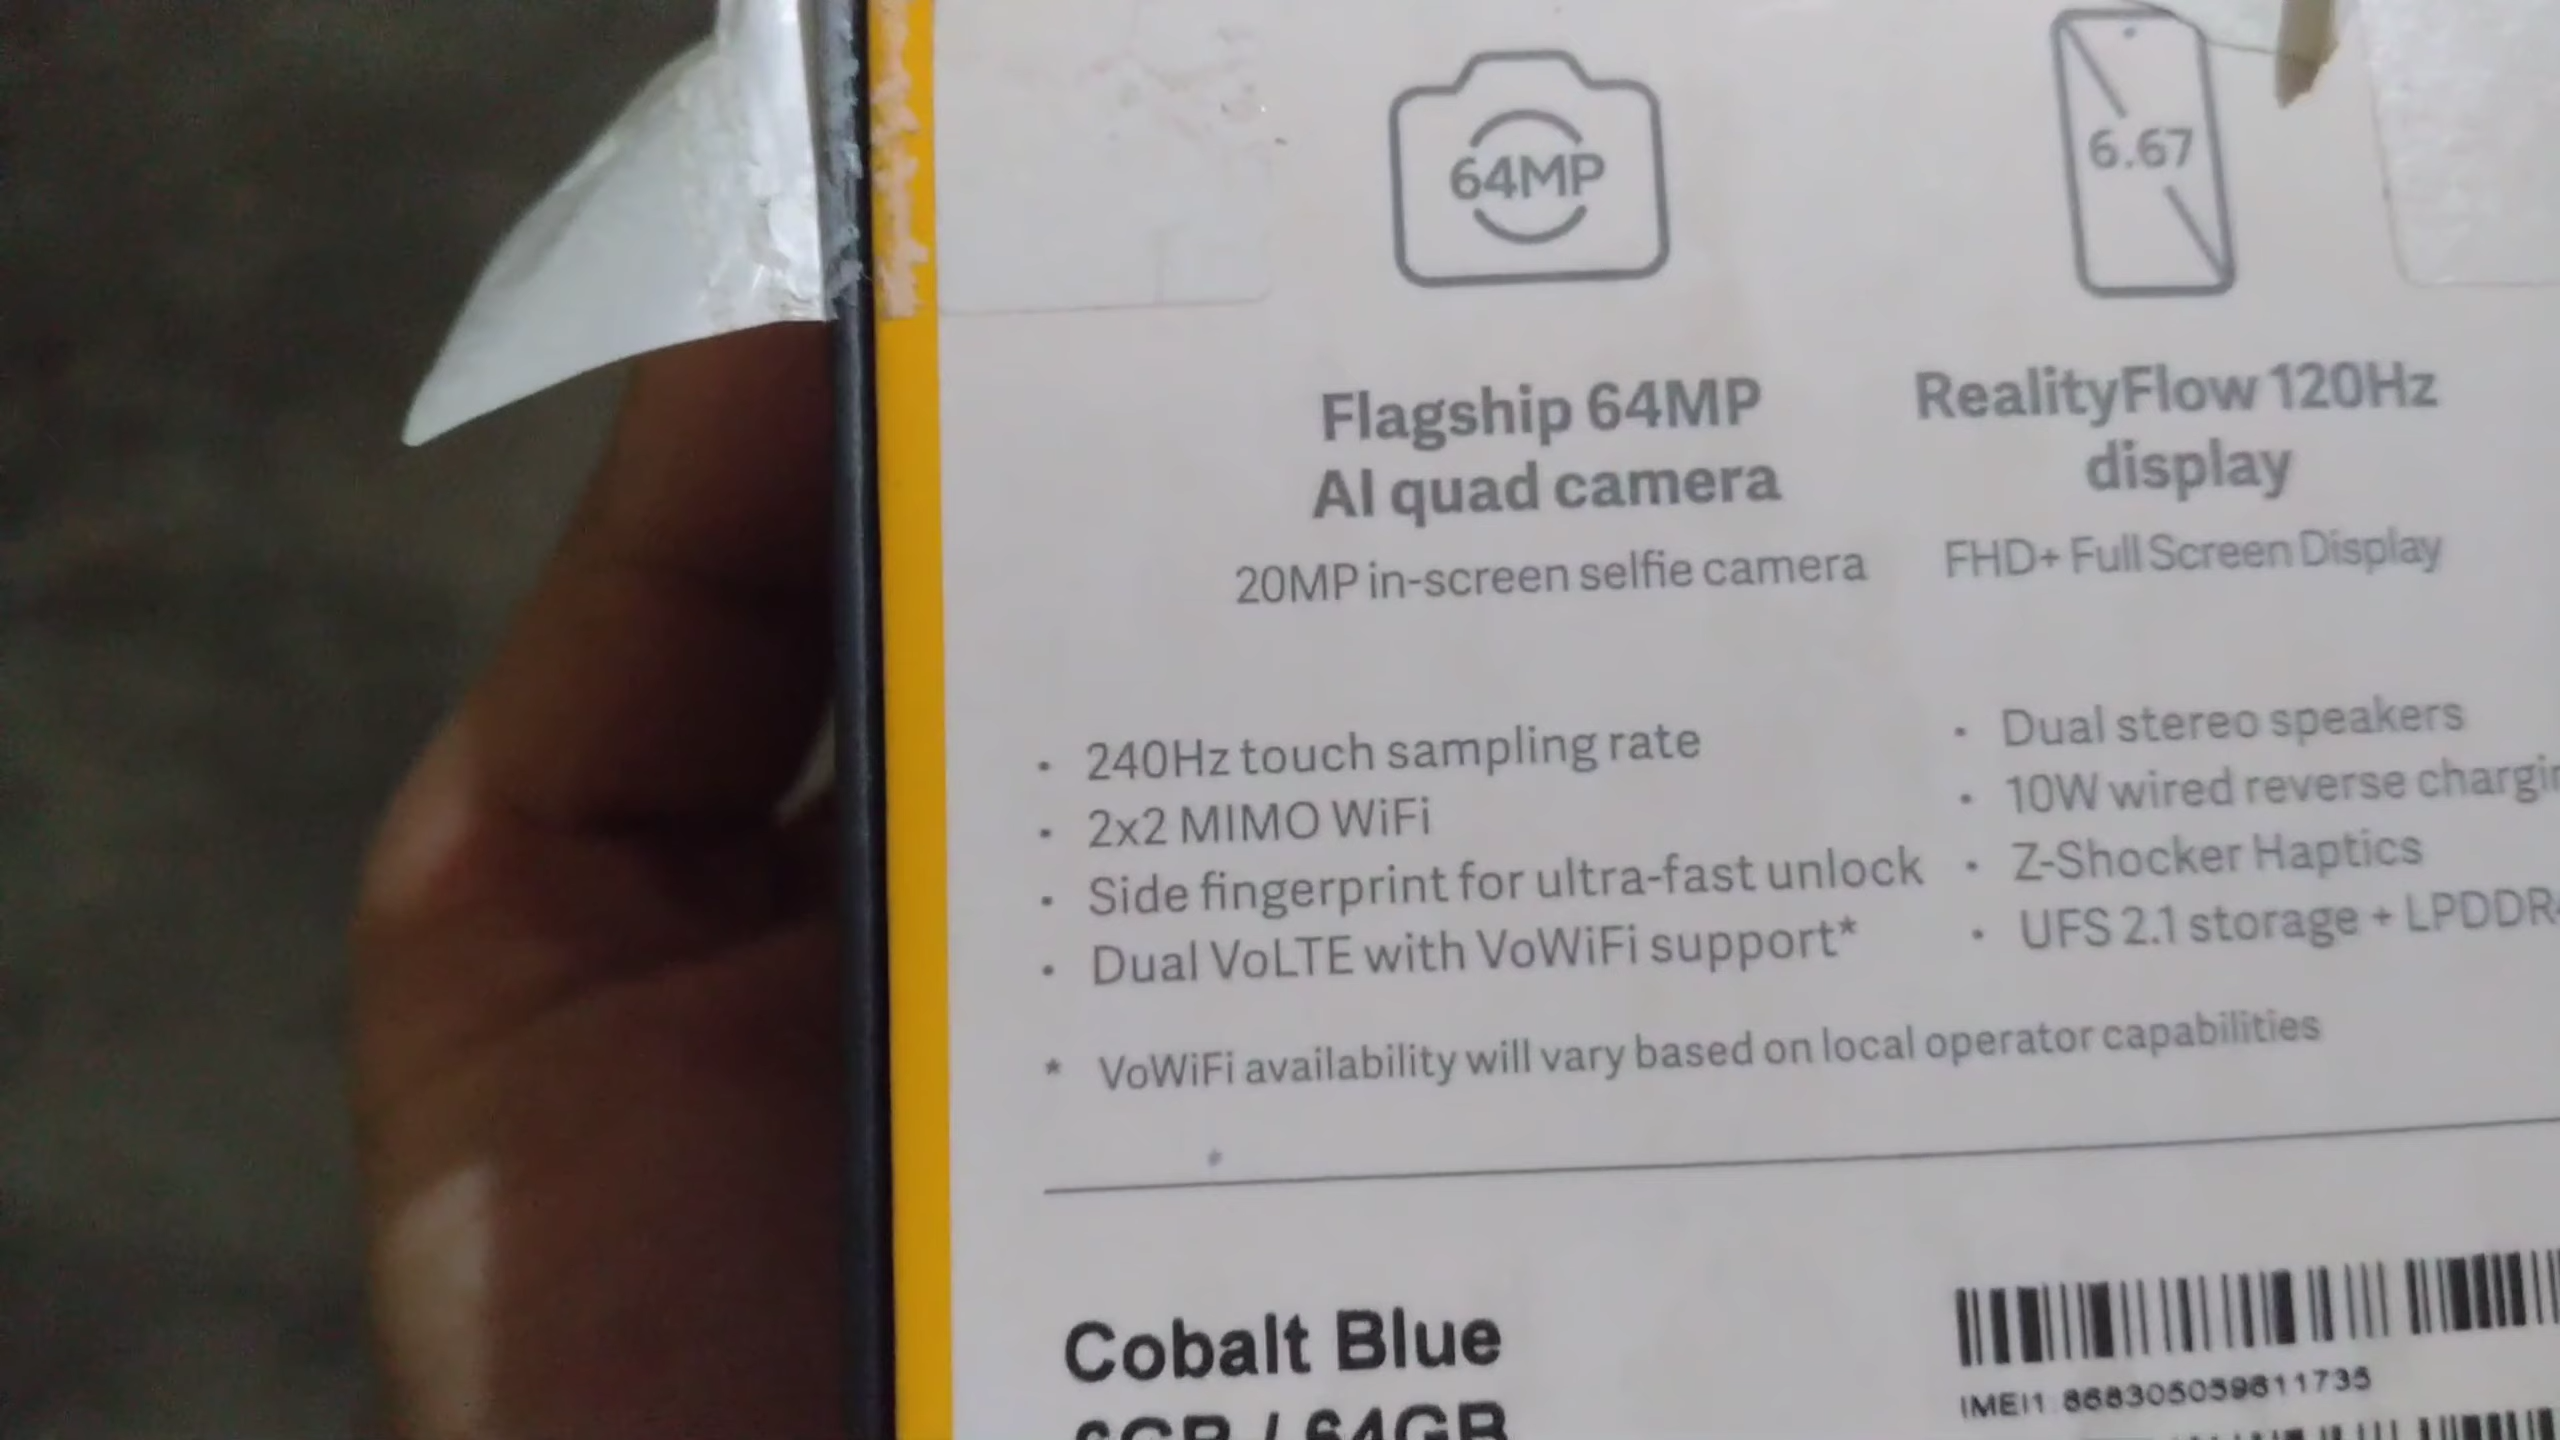 64MP
6.67
Flagship 64MP
AI quad camera
20MP in-screen selfie camera
RealityFlow 120Hz
display
FHD+ Full Screen Display
• 240Hz touch sampling rate
• 2x2 MIMO WiFi
• Side fingerprint for ultra-fast unlock
• Dual VoLTE with VoWiFi support*
• Dual stereo speakers
• 10W wired reverse chargin
• Z-Shocker Haptics
• UFS 2.1 storage + LPDDR4
* VoWiFi availability will vary based on local operator capabilities
Cobalt Blue
6GB / 64GB
IMEI1: 868305059611735